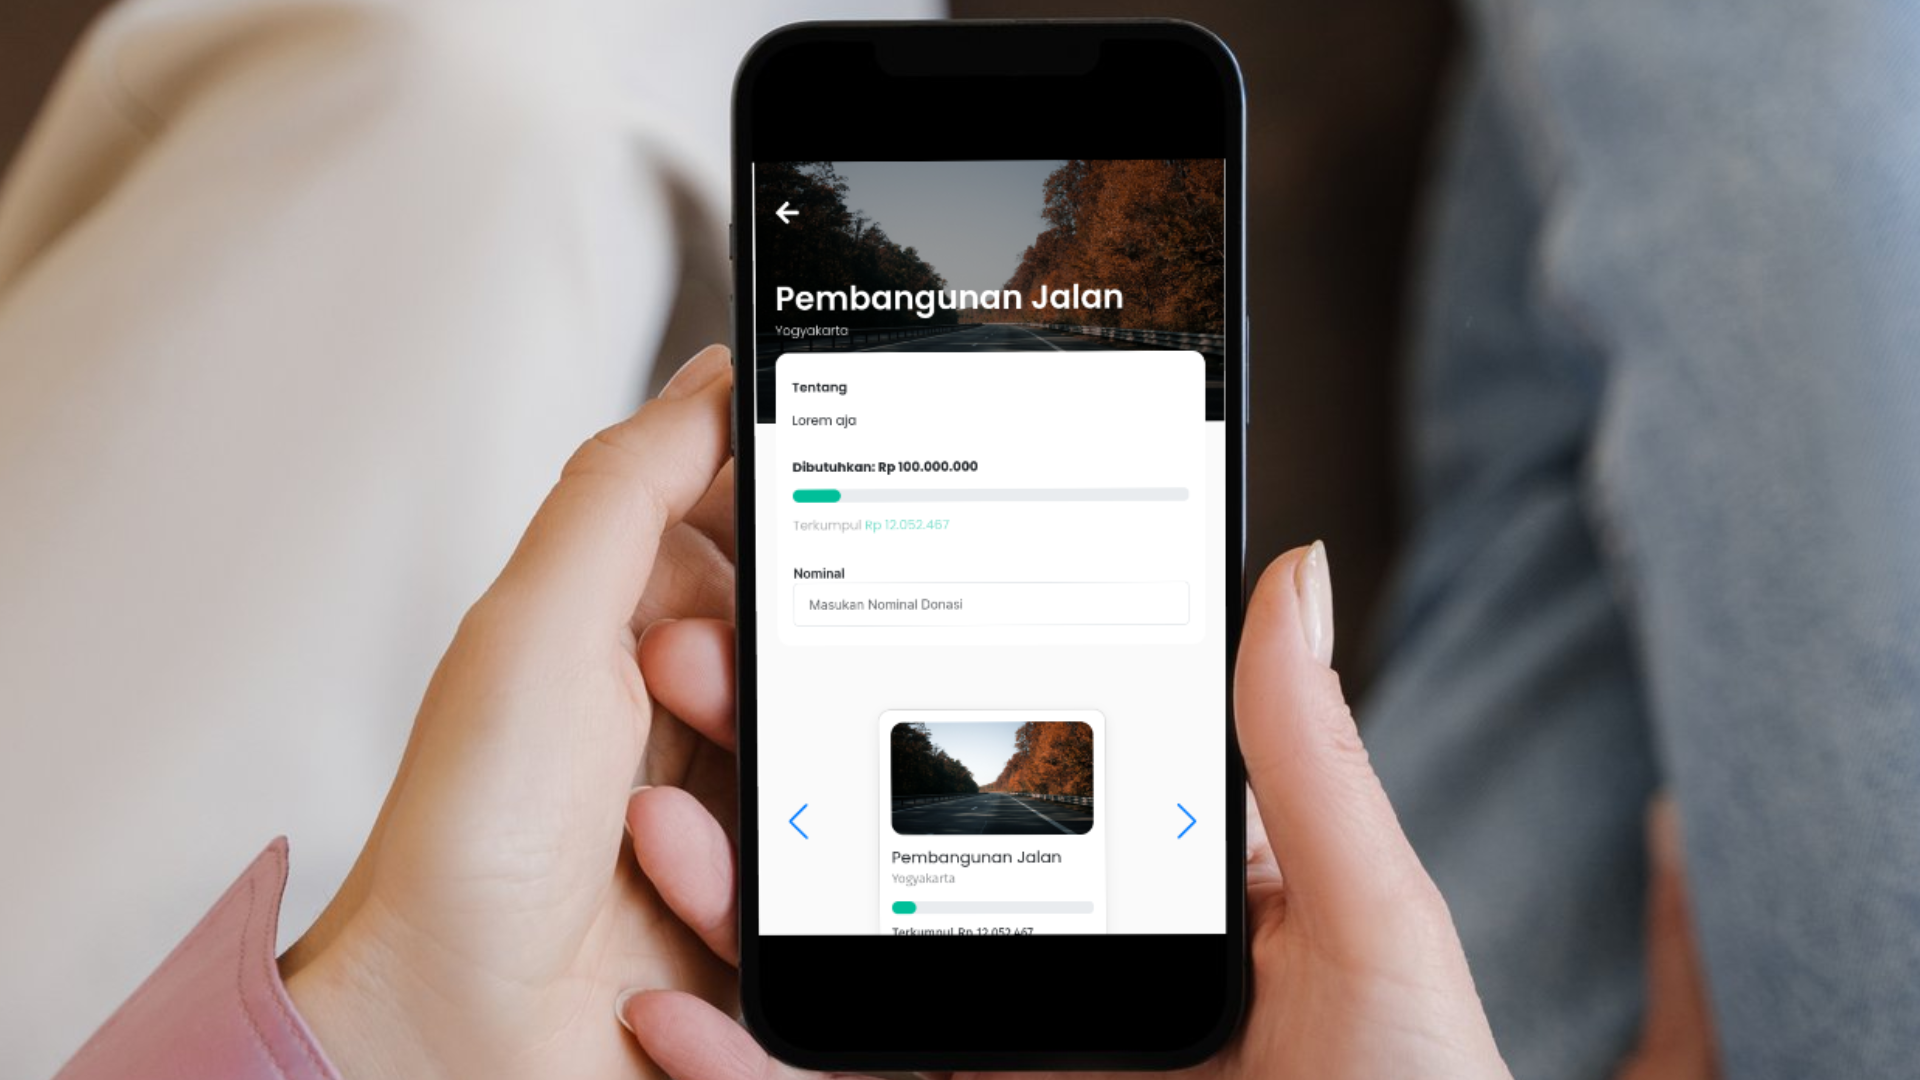 Pembangunan Jalan
Yogyakarta
Tentang
Lorem aja
Dibutuhkan: Rp 100.000.000
Terkumpul Rp 12.052.467
Nominal
Masukan Nominal Donasi
Pembangunan Jalan
Yogyakarta
Terkumpul Rp 12.052.467